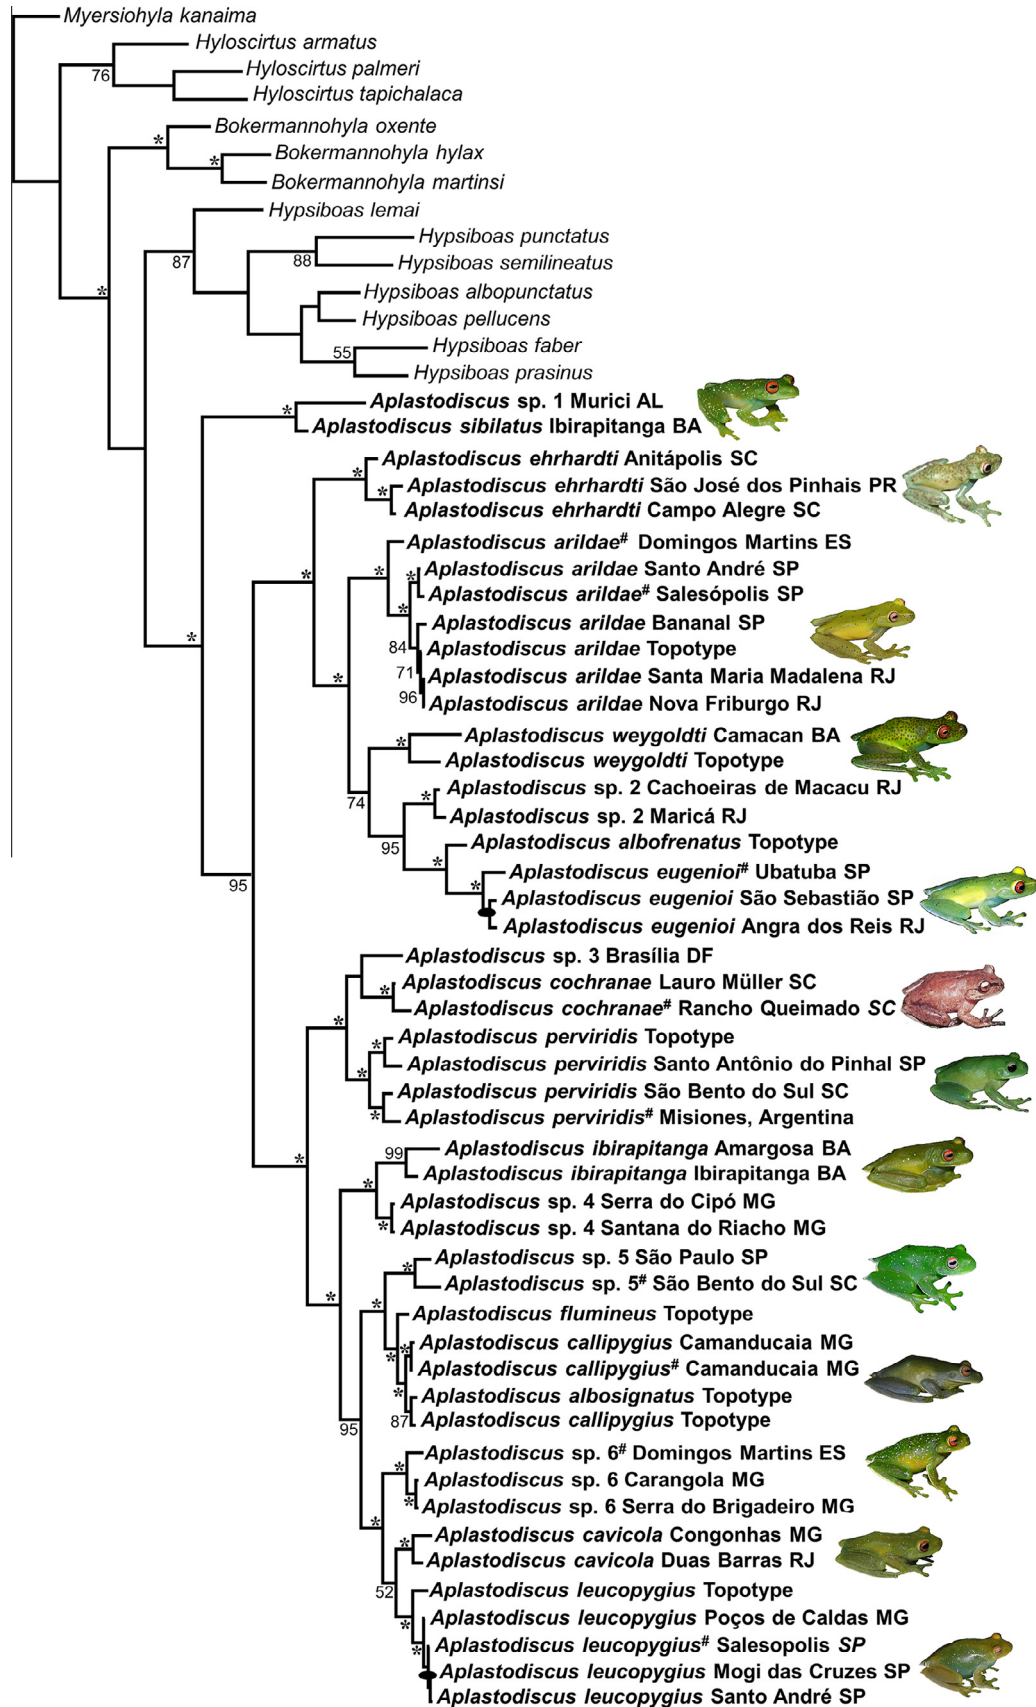 Myersiohyla kanaima
Hyloscirtus armatus
76
Hyloscirtus palmeri
Hyloscirtus tapichalaca
Bokermannohyla oxente
*
Bokermannohyla hylax
*
Bokermannohyla martinsi
Hypsiboas lemai
Hypsiboas punctatus
87
88
Hypsiboas semilineatus
*
Hypsiboas albopunctatus
Hypsiboas pellucens
Hypsiboas faber
55
Hypsiboas prasinus
Aplastodiscus sp. 1 Murici AL
*
Aplastodiscus sibilatus Ibirapitanga BA
Aplastodiscus ehrhardti Anitápolis SC
*
Aplastodiscus ehrhardti São José dos Pinhais PR
*
Aplastodiscus ehrhardti Campo Alegre SC
Aplastodiscus arildae# Domingos Martins ES
*
*
Aplastodiscus arildae Santo André SP
*
Aplastodiscus arildae# Salesópolis SP
*
Aplastodiscus arildae Bananal SP
*
84
Aplastodiscus arildae Topotype
71
Aplastodiscus arildae Santa Maria Madalena RJ
*
96
Aplastodiscus arildae Nova Friburgo RJ
Aplastodiscus weygoldti Camacan BA
*
Aplastodiscus weygoldti Topotype
Aplastodiscus sp. 2 Cachoeiras de Macacu RJ
*
74
Aplastodiscus sp. 2 Maricá RJ
95
Aplastodiscus albofrenatus Topotype
*
Aplastodiscus eugenioi# Ubatuba SP
95
*
Aplastodiscus eugenioi São Sebastião SP
Aplastodiscus eugenioi Angra dos Reis RJ
Aplastodiscus sp. 3 Brasília DF
Aplastodiscus cochranae Lauro Müller SC
*
Aplastodiscus cochranae# Rancho Queimado SC
*
Aplastodiscus perviridis Topotype
*
Aplastodiscus perviridis Santo Antônio do Pinhal SP
*
Aplastodiscus perviridis São Bento do Sul SC
*
Aplastodiscus perviridis# Misiones, Argentina
Aplastodiscus ibirapitanga Amargosa BA
99
*
Aplastodiscus ibirapitanga Ibirapitanga BA
*
Aplastodiscus sp. 4 Serra do Cipó MG
*
Aplastodiscus sp. 4 Santana do Riacho MG
Aplastodiscus sp. 5 São Paulo SP
*
Aplastodiscus sp. 5# São Bento do Sul SC
*
*
Aplastodiscus flumineus Topotype
Aplastodiscus callipygius Camanducaia MG
*
*
Aplastodiscus callipygius# Camanducaia MG
*
Aplastodiscus albosignatus Topotype
87
Aplastodiscus callipygius Topotype
95
Aplastodiscus sp. 6# Domingos Martins ES
*
Aplastodiscus sp. 6 Carangola MG
*
Aplastodiscus sp. 6 Serra do Brigadeiro MG
*
Aplastodiscus cavicola Congonhas MG
*
Aplastodiscus cavicola Duas Barras RJ
52
Aplastodiscus leucopygius Topotype
*
Aplastodiscus leucopygius Poços de Caldas MG
*
Aplastodiscus leucopygius# Salesopolis SP
Aplastodiscus leucopygius Mogi das Cruzes SP
Aplastodiscus leucopygius Santo André SP